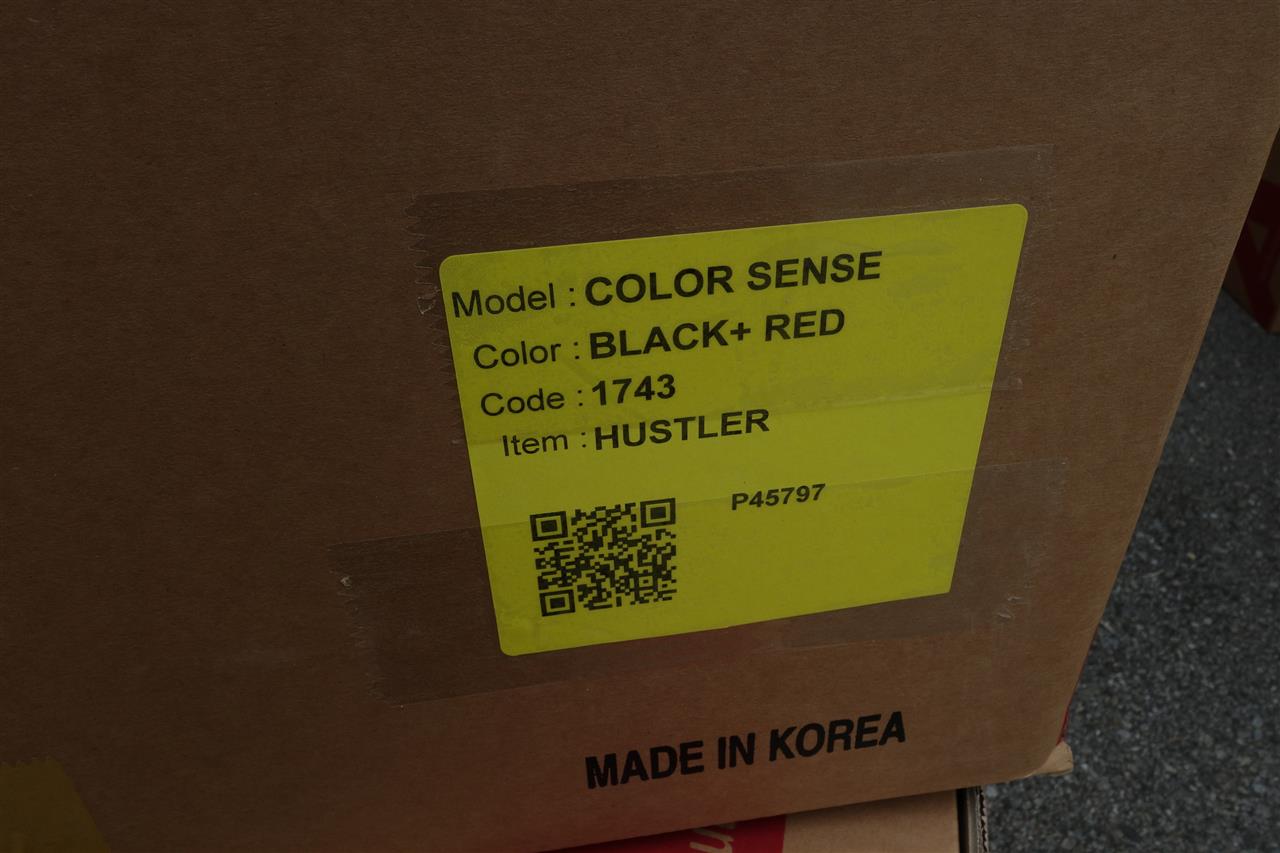 Model : COLOR SENSE
Color : BLACK+ RED
Code : 1743
Item : HUSTLER
P45797
MADE IN KOREA